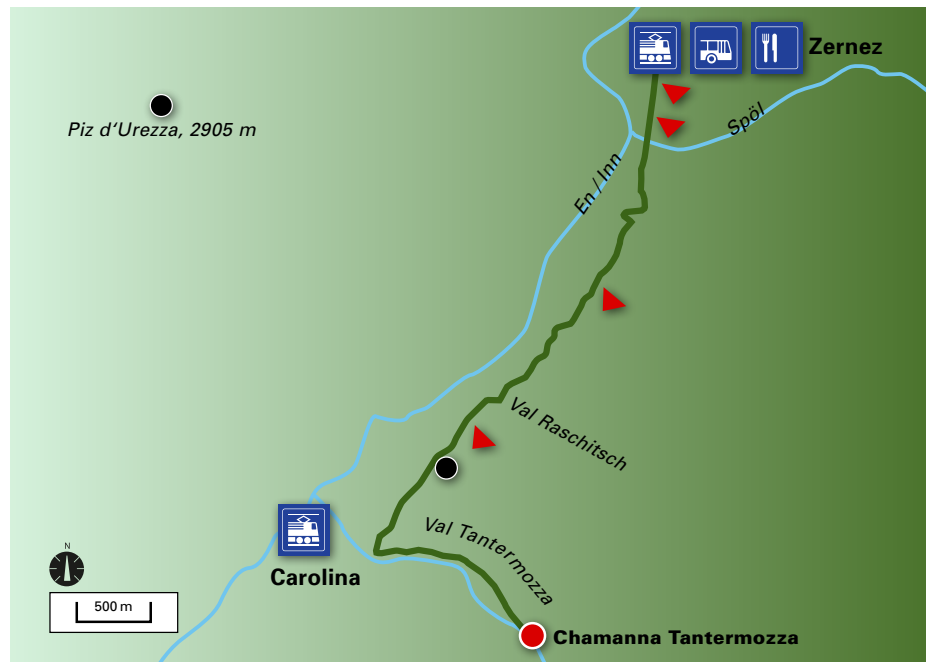 Zernez
Piz d‘Urezza, 2905 m
Spöl
En / Inn
Val Raschitsch
Val Tantermozza
Carolina
N
500 m
Chamanna Tantermozza